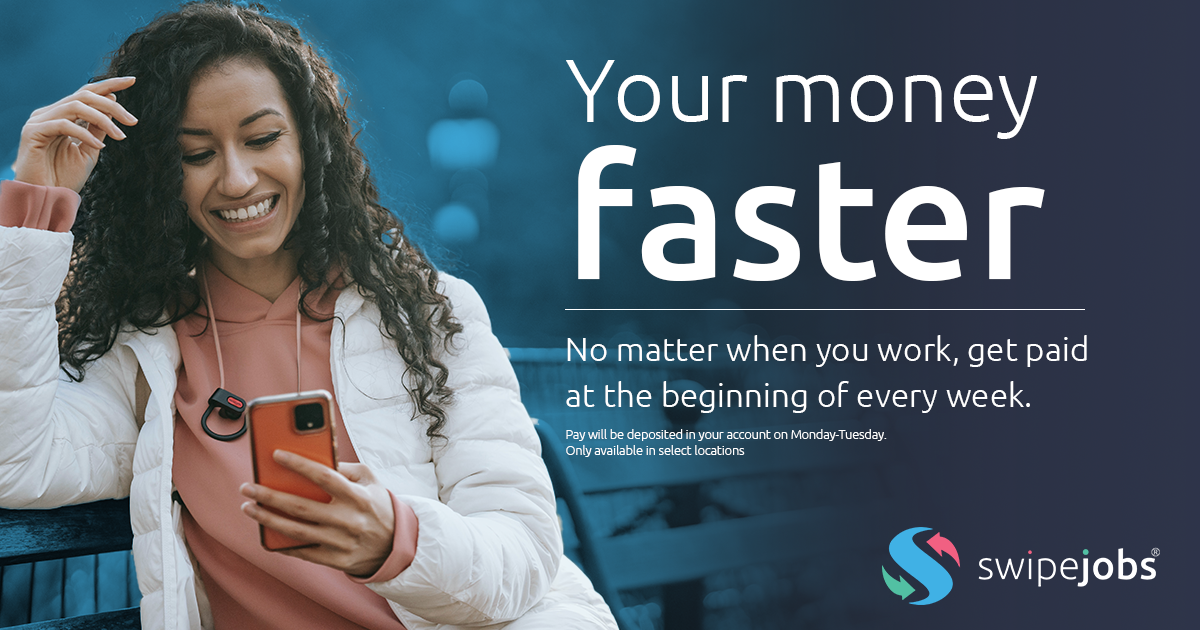 Your money
faster
No matter when you work, get paid
at the beginning of every week.
Pay will be deposited in your account on Monday-Tuesday.
Only available in select locations
swipejobs®